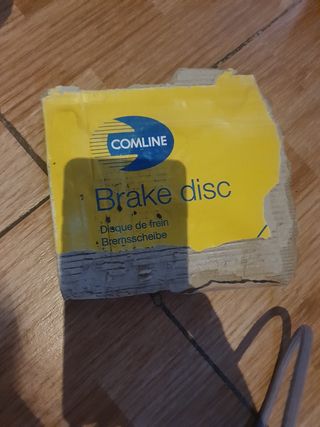 COMLINE
Brake disc
Disque de frein
Bremsscheibe